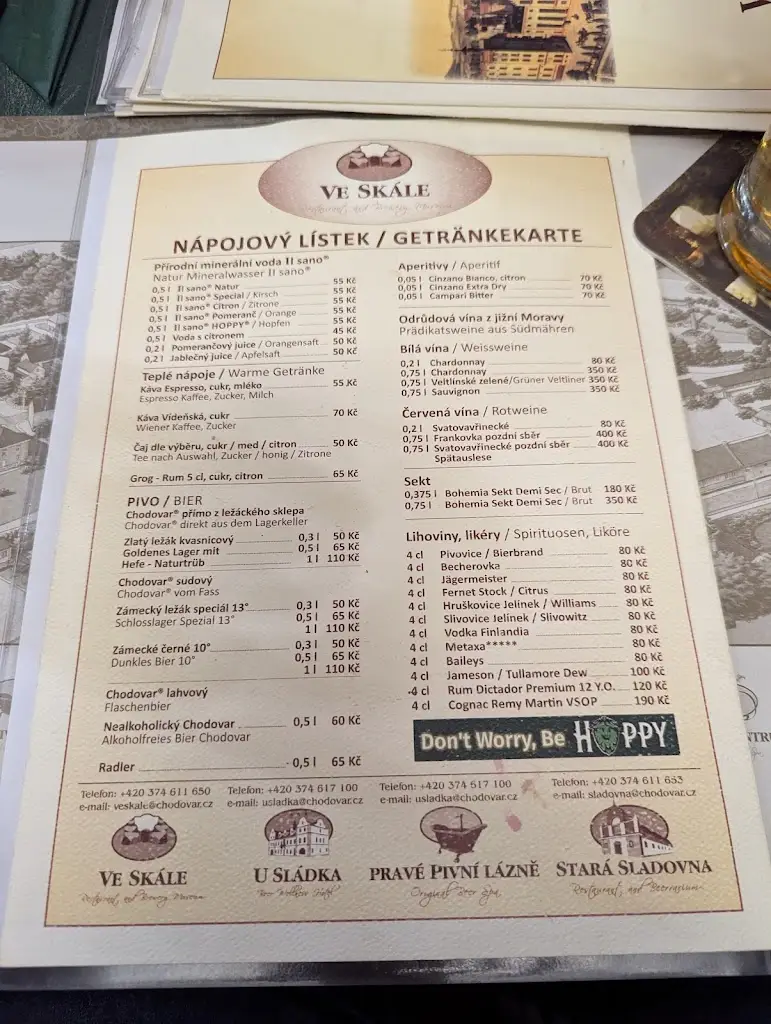 VE SKÁLE
Restaurant, and Brewery Museum
NÁPOJOVÝ LÍSTEK / GETRÄNKEKARTE
Přírodní minerální voda Il sano®
Natur Mineralwasser Il sano®
0,5 l Il sano® Natur 55 Kč
0,5 l Il sano® Special / Kirsch 55 Kč
0,5 l Il sano® Citron / Zitrone 55 Kč
0,5 l Il sano® Pomeranč / Orange 55 Kč
0,5 l Il sano® HOPPY® / Hopfen 55 Kč
0,5 l Voda s citronem 45 Kč
0,2 l Pomerančový juice / Orangensaft 50 Kč
0,2 l Jablečný juice / Apfelsaft 50 Kč
Teplé nápoje / Warme Getränke
Káva Espresso, cukr, mléko 55 Kč
Espresso Kaffee, Zucker, Milch
Káva Vídeňská, cukr 70 Kč
Wiener Kaffee, Zucker
Čaj dle výběru, cukr / med / citron 50 Kč
Tee nach Auswahl, Zucker / honig / Zitrone
Grog - Rum 5 cl, cukr, citron 65 Kč
PIVO / BIER
Chodovar® přímo z ležáckého sklepa
Chodovar® direkt aus dem Lagerkeller
Zlatý ležák kvasnicový 0,3 l 50 Kč
Goldenes Lager mit 0,5 l 65 Kč
Hefe - Naturtrüb 1 l 110 Kč
Chodovar® sudový
Chodovar® vom Fass
Zámecký ležák speciál 13° 0,3 l 50 Kč
Schlosslager Spezial 13° 0,5 l 65 Kč
1 l 110 Kč
Zámecké černé 10° 0,3 l 50 Kč
Dunkles Bier 10° 0,5 l 65 Kč
1 l 110 Kč
Chodovar® lahvový
Flaschenbier
Nealkoholický Chodovar 0,5 l 60 Kč
Alkoholfreies Bier Chodovar
Radler 0,5 l 65 Kč
Aperitivy / Aperitif
0,05 l Cinzano Bianco, citron 70 Kč
0,05 l Cinzano Extra Dry 70 Kč
0,05 l Campari Bitter 70 Kč
Odrůdová vína z jižní Moravy
Prädikatsweine aus Südmähren
Bílá vína / Weissweine
0,2 l Chardonnay 80 Kč
0,75 l Chardonnay 350 Kč
0,75 l Veltlinské zelené/Grüner Veltliner 350 Kč
0,75 l Sauvignon 350 Kč
Červená vína / Rotweine
0,2 l Svatovavřinecké 80 Kč
0,75 l Frankovka pozdní sběr 400 Kč
0,75 l Svatovavřinecké pozdní sběr 400 Kč
Spätauslese
Sekt
0,375 l Bohemia Sekt Demi Sec / Brut 180 Kč
0,75 l Bohemia Sekt Demi Sec / Brut 350 Kč
Lihoviny, likéry / Spirituosen, Liköre
4 cl Pivovice / Bierbrand 80 Kč
4 cl Becherovka 80 Kč
4 cl Jägermeister 80 Kč
4 cl Fernet Stock / Citrus 80 Kč
4 cl Hruškovice Jelínek / Williams 80 Kč
4 cl Slivovice Jelínek / Slivowitz 80 Kč
4 cl Vodka Finlandia 80 Kč
4 cl Metaxa***** 80 Kč
4 cl Baileys 80 Kč
4 cl Jameson / Tullamore Dew 100 Kč
4 cl Rum Dictador Premium 12 Y.O. 120 Kč
4 cl Cognac Remy Martin VSOP 190 Kč
Don't Worry, Be HOPPY
Telefon: +420 374 611 650
e-mail: veskale@chodovar.cz
VE SKÁLE
Restaurant, and Brewery Museum
Telefon: +420 374 617 100
e-mail: usladka@chodovar.cz
U SLÁDKA
Beer Wellness Hotel
Telefon: +420 374 617 100
e-mail: usladka@chodovar.cz
PRAVÉ PIVNÍ LÁZNĚ
Original Beer Spa
Telefon: +420 374 611 653
e-mail: sladovna@chodovar.cz
STARÁ SLADOVNA
Restaurant, and Beerrarium